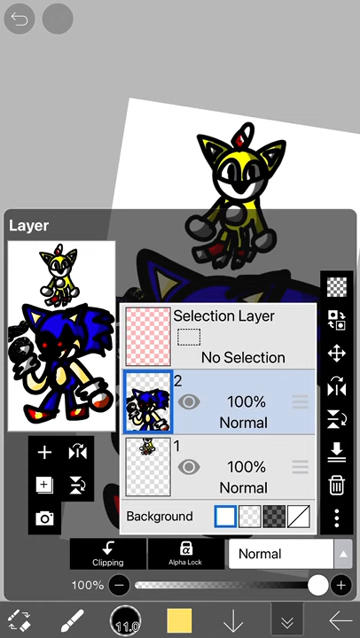 Layer
Selection Layer
No Selection
2
100%
Normal
1
100%
Normal
Background
Clipping
Alpha Lock
Normal
100%
11.0